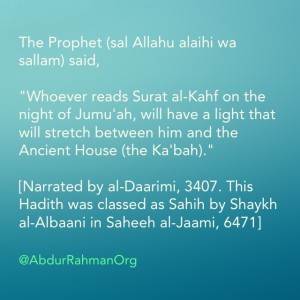 The Prophet (sal Allahu alaihi wa
sallam) said,
"Whoever reads Surat al-Kahf on the
night of Jumu'ah, will have a light that
will stretch between him and the
Ancient House (the Ka'bah)."
[Narrated by al-Daarimi, 3407. This
Hadith was classed as Sahih by Shaykh
al-Albaani in Saheeh al-Jaami, 6471]
@AbdurRahmanOrg